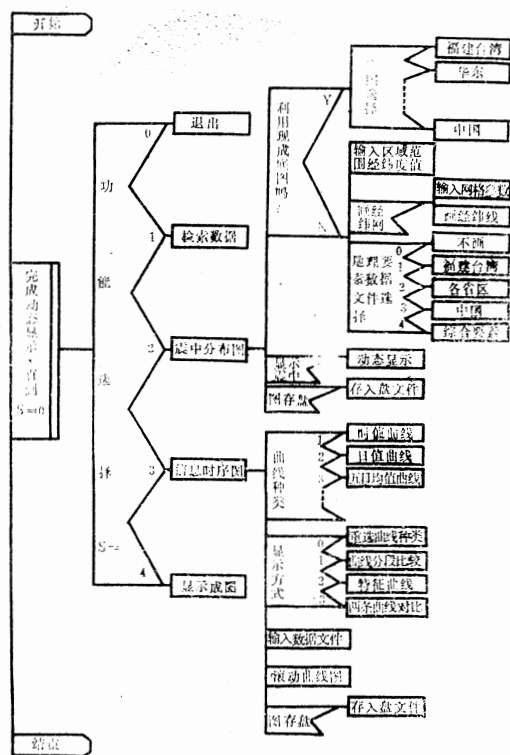 开始
完成动态显示，直到
S＝0
功能选择
S＝
0
退出
1
检索数据
2
震中分布图
3
信息时序图
4
显示成图
利用现成底图吗
Y
N
福建台湾
华东
中国
输入区域范
围经纬度值
画经
纬网
输入网格参数
画经纬线
地理要
素数据
文件选
择
0
不画
1
福建台湾
2
各省区
3
中国
4
综合要素
显示
震中
动态显示
图存盘
存入盘文件
曲线种类
1
时值曲线
2
日值曲线
3
五日均值曲线
显示方式
0
重选曲线种类
1
曲线分段比较
2
特征曲线
3
两条曲线对比
输入数据文件
滚动曲线图
图存盘
存入盘文件
结束